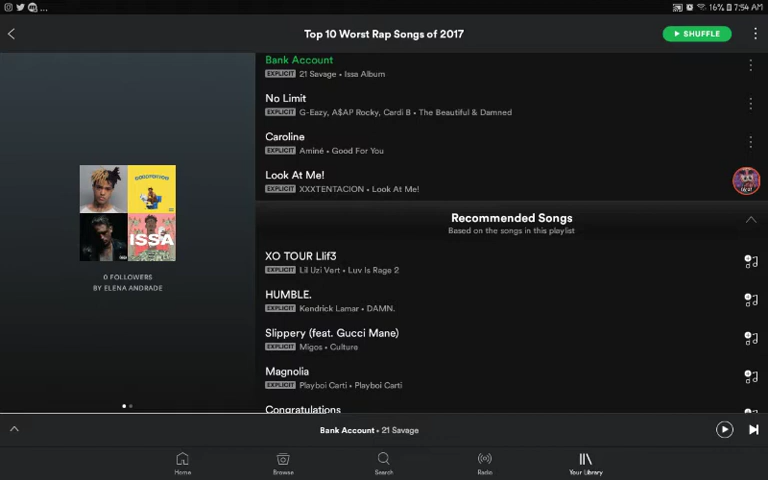 16% 7:54 AM
Top 10 Worst Rap Songs of 2017
SHUFFLE
Bank Account
EXPLICIT 21 Savage • Issa Album
No Limit
EXPLICIT G-Eazy, A$AP Rocky, Cardi B • The Beautiful & Damned
Caroline
EXPLICIT Aminé • Good For You
Look At Me!
EXPLICIT XXXTENTACION • Look At Me!
ISSA
0 FOLLOWERS
BY ELENA ANDRADE
Recommended Songs
Based on the songs in this playlist
XO TOUR Llif3
EXPLICIT Lil Uzi Vert • Luv Is Rage 2
HUMBLE.
EXPLICIT Kendrick Lamar • DAMN.
Slippery (feat. Gucci Mane)
EXPLICIT Migos • Culture
Magnolia
EXPLICIT Playboi Carti • Playboi Carti
Congratulations
Bank Account • 21 Savage
Home
Browse
Search
Radio
Your Library